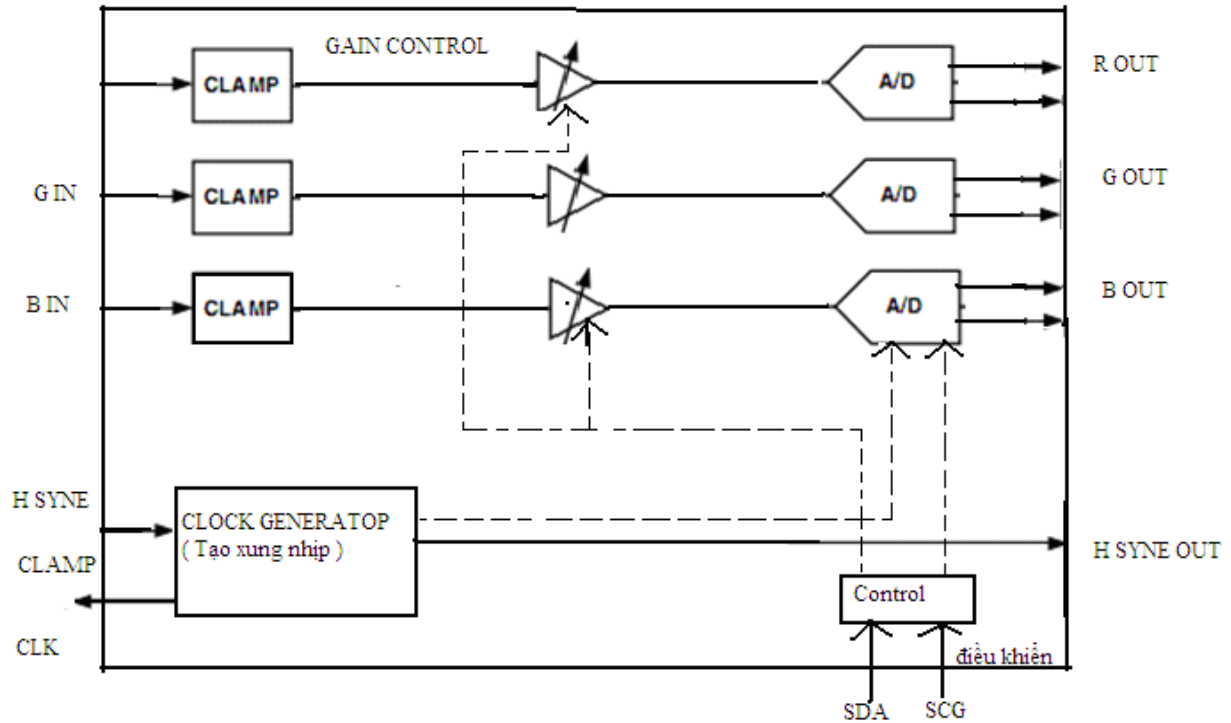 GAIN CONTROL
CLAMP
A/D
R OUT
G IN
CLAMP
A/D
G OUT
B IN
CLAMP
A/D
B OUT
H SYNE
CLOCK GENERATOP
( Tạo xung nhịp )
CLAMP
H SYNE OUT
Control
CLK
điều khiển
SDA
SCG